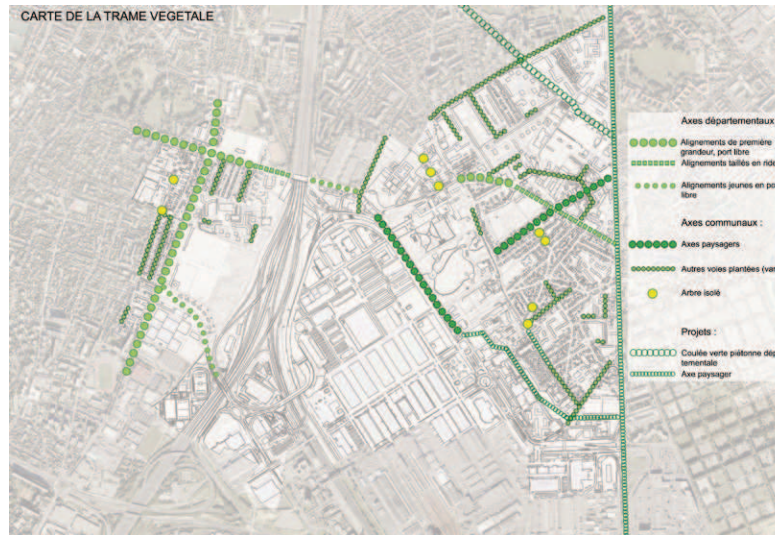 CARTE DE LA TRAME VEGETALE
Axes départementaux
Alignements de première
grandeur, port libre
Alignements taillés en ride
Alignements jeunes en po
libre
Axes communaux :
Axes paysagers
Autres voies plantées (var
Arbre isolé
Projets :
Coulée verte piétonne dép
tementale
Axe paysager